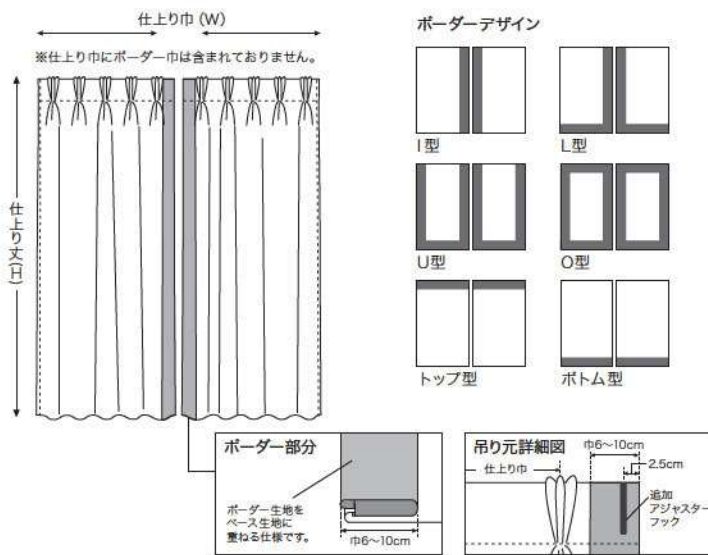 仕上り巾(W)
※仕上り巾にボーダー巾は含まれておりません。
仕上り丈(H)
ボーダーデザイン
I型
L型
U型
O型
トップ型
ボトム型
ボーダー部分
ボーダー生地を
ベース生地に
重ねる仕様です。
巾6〜10cm
吊り元詳細図
巾6〜10cm
仕上り巾
2.5cm
追加
アジャスター
フック